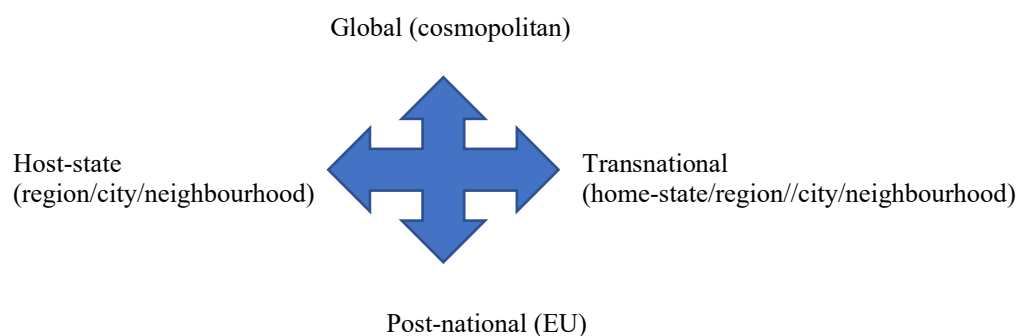 Global (cosmopolitan)
Host-state
(region/city/neighbourhood)
Transnational
(home-state/region//city/neighbourhood)
Post-national (EU)